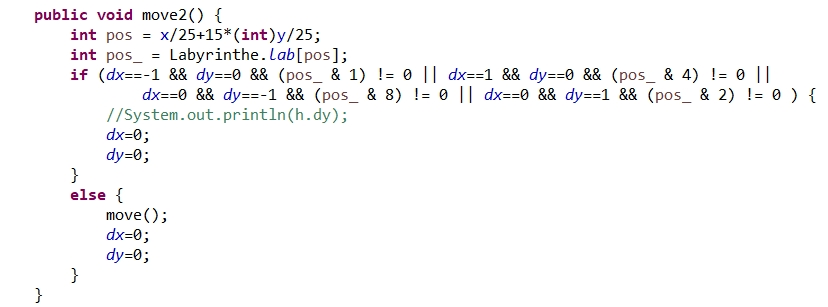 public void move2() {
int pos = x/25+15*(int)y/25;
int pos_ = Labyrinthe.lab[pos];
if (dx==-1 && dy==0 && (pos_ & 1) != 0 || dx==1 && dy==0 && (pos_ & 4) != 0 ||
dx==0 && dy==-1 && (pos_ & 8) != 0 || dx==0 && dy==1 && (pos_ & 2) != 0 ) {
//System.out.println(h.dy);
dx=0;
dy=0;
}
else {
move();
dx=0;
dy=0;
}
}